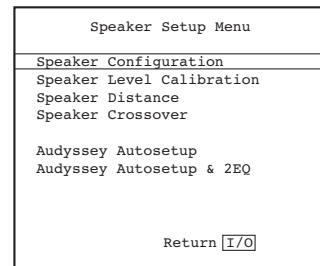 Speaker Setup Menu
Speaker Configuration
Speaker Level Calibration
Speaker Distance
Speaker Crossover
Audyssey Autosetup
Audyssey Autosetup & 2EQ
Return I/O